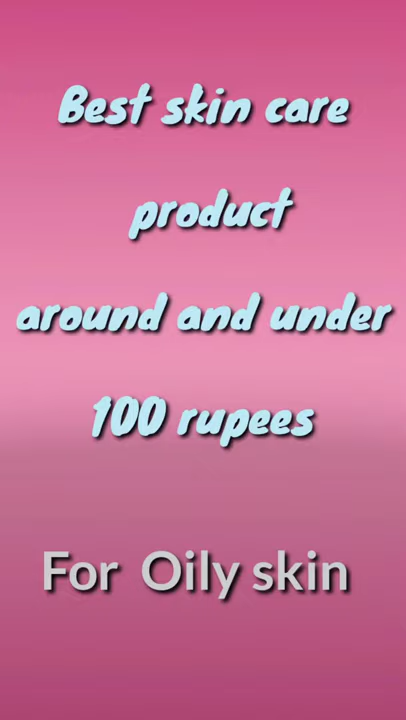 Best skin care
product
around and under
100 rupees
For Oily skin